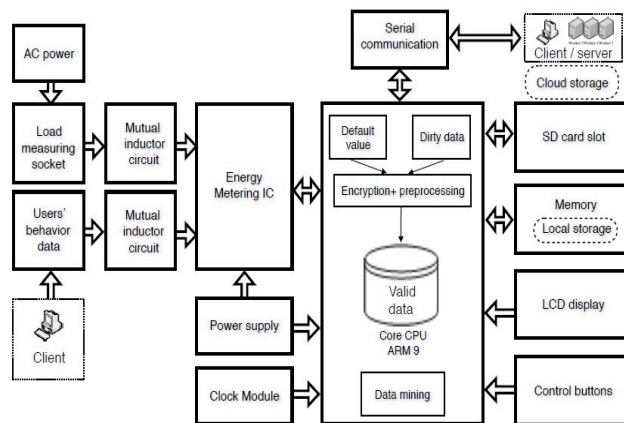 AC power
Serial
communication
Client / server
Cloud storage
Load
measuring
socket
Mutual
inductor
circuit
Energy
Metering IC
Default
value
Dirty data
SD card slot
Encryption+ preprocessing
Users'
behavior
data
Mutual
inductor
circuit
Memory
Local storage
Valid
data
Client
Power supply
Core CPU
ARM 9
LCD display
Clock Module
Data mining
Control buttons